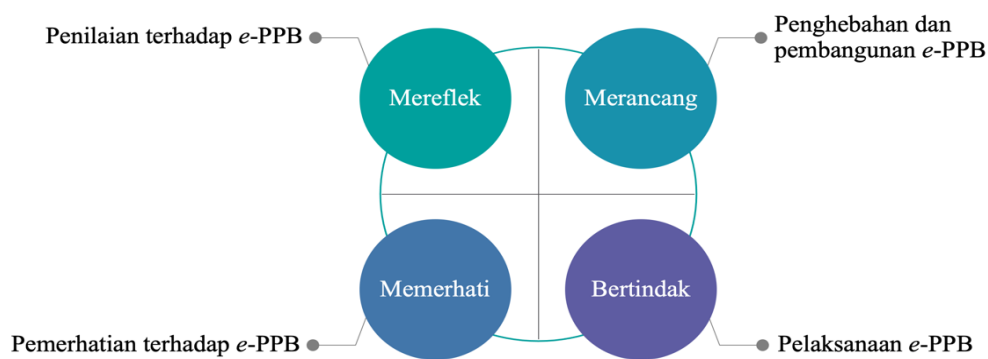 Penilaian terhadap e-PPB
Penghebahan dan
pembangunan e-PPB
Mereflek
Merancang
Memerhati
Bertindak
Pemerhatian terhadap e-PPB
Pelaksanaan e-PPB